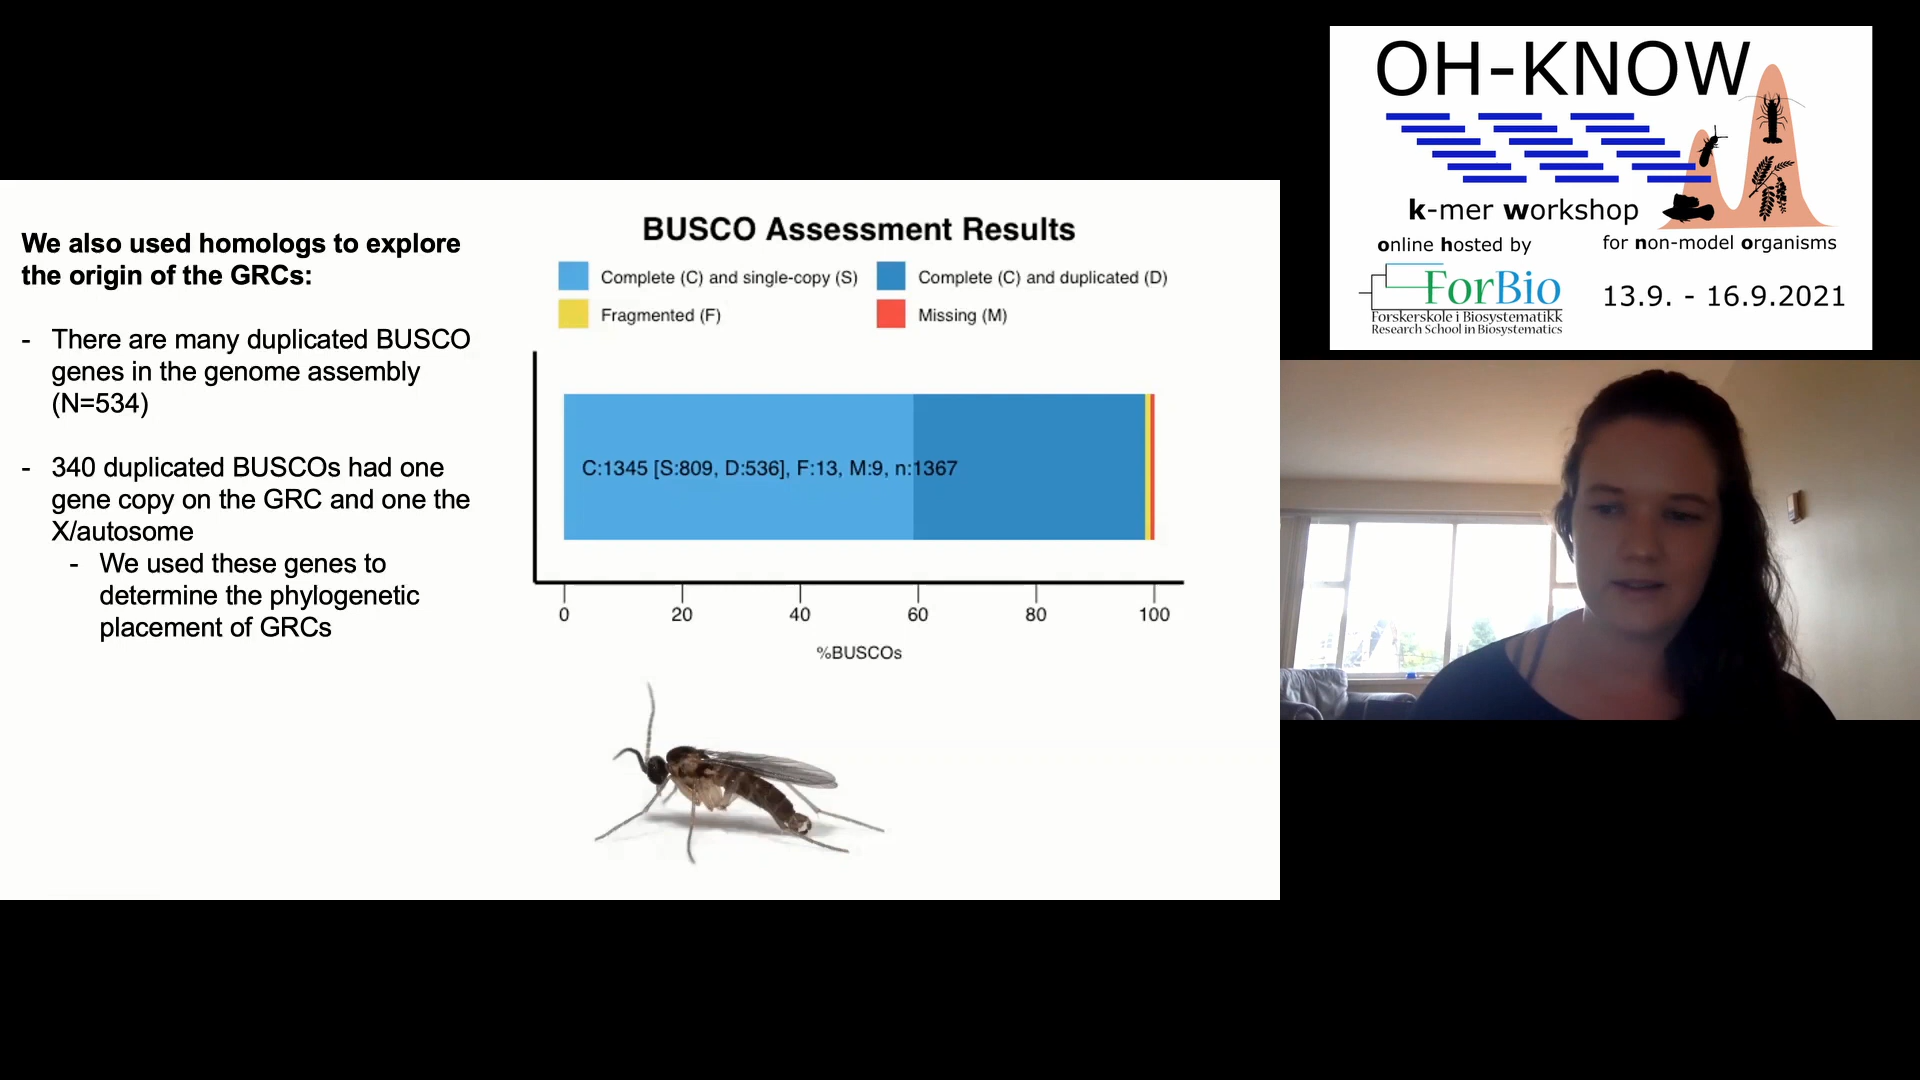 We also used homologs to explore
the origin of the GRCs:
- There are many duplicated BUSCO
genes in the genome assembly
(N=534)
- 340 duplicated BUSCOs had one
gene copy on the GRC and one the
X/autosome
- We used these genes to
determine the phylogenetic
placement of GRCs
BUSCO Assessment Results
Complete (C) and single-copy (S)
Complete (C) and duplicated (D)
Fragmented (F)
Missing (M)
C:1345 [S:809, D:536], F:13, M:9, n:1367
0 20 40 60 80 100
%BUSCOs
OH-KNOW
k-mer workshop
online hosted by
for non-model organisms
ForBio
Forskerskole i Biosystematikk
Research School in Biosystematics
13.9. - 16.9.2021